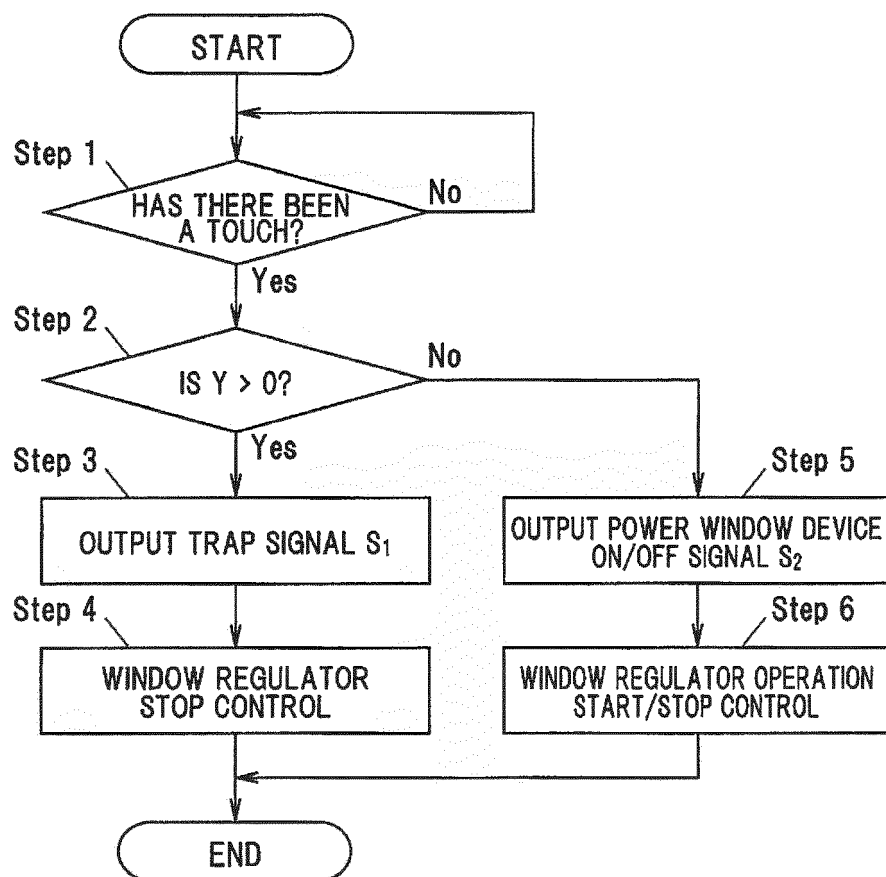 START
Step 1
HAS THERE BEEN
A TOUCH?
No
Yes
Step 2
IS Y > 0?
No
Yes
Step 3
OUTPUT TRAP SIGNAL S₁
Step 4
WINDOW REGULATOR
STOP CONTROL
Step 5
OUTPUT POWER WINDOW DEVICE
ON/OFF SIGNAL S₂
Step 6
WINDOW REGULATOR OPERATION
START/STOP CONTROL
END